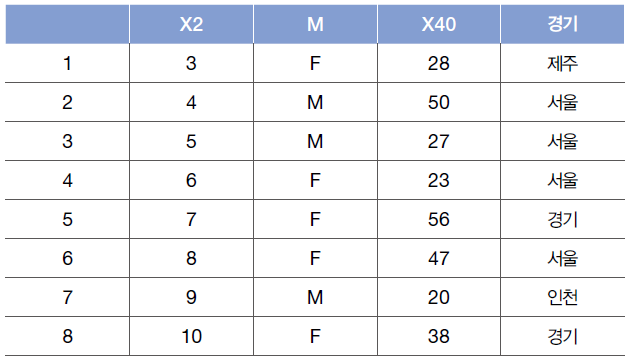 X2 M X40 경기
1 3 F 28 제주
2 4 M 50 서울
3 5 M 27 서울
4 6 F 23 서울
5 7 F 56 경기
6 8 F 47 서울
7 9 M 20 인천
8 10 F 38 경기